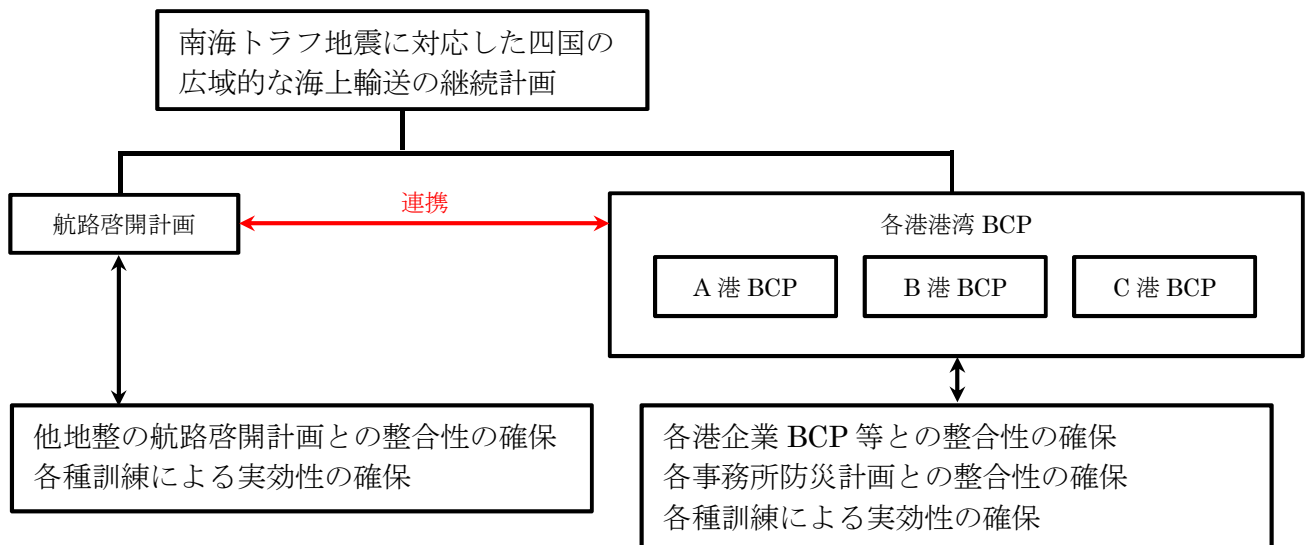 南海トラフ地震に対応した四国の
広域的な海上輸送の継続計画
連携
航路啓開計画
各港港湾 BCP
A 港 BCP
B 港 BCP
C 港 BCP
他地整の航路啓開計画との整合性の確保
各種訓練による実効性の確保
各港企業 BCP 等との整合性の確保
各事務所防災計画との整合性の確保
各種訓練による実効性の確保